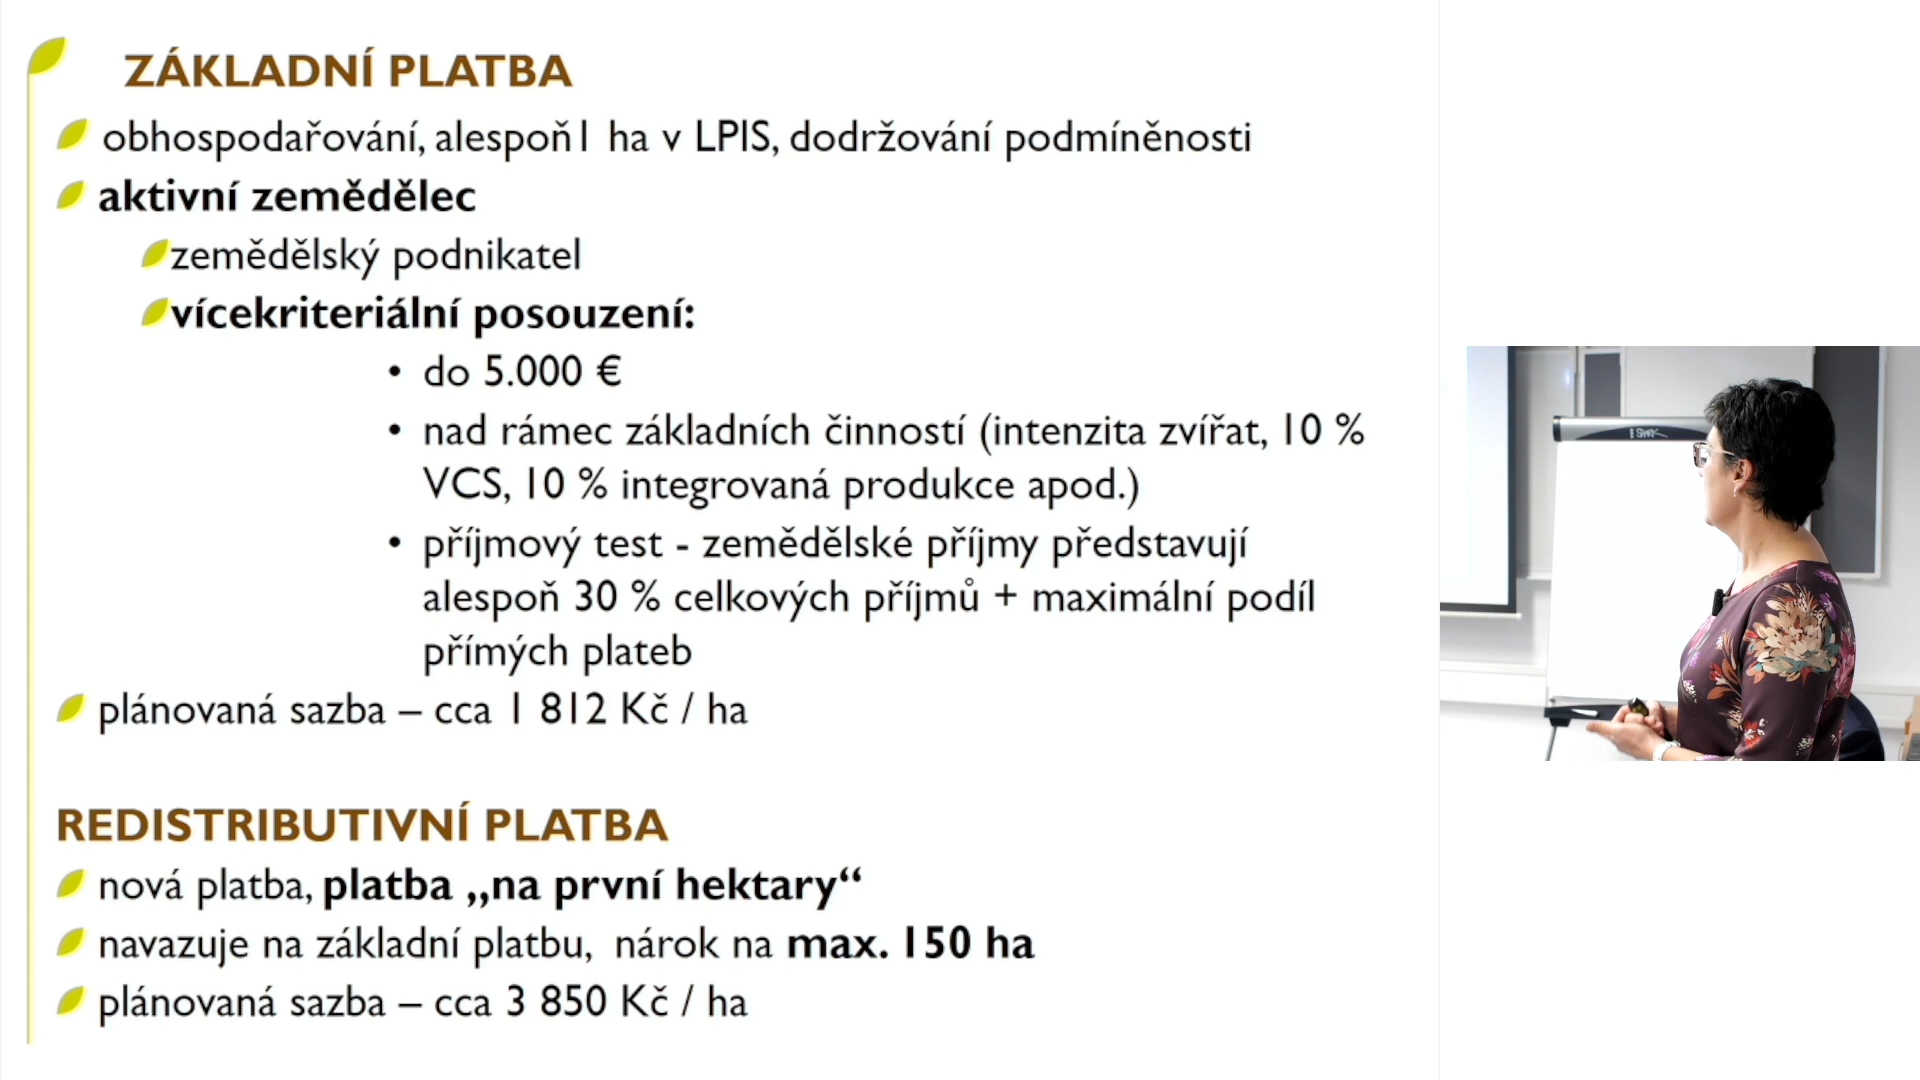 ZÁKLADNÍ PLATBA
obhospodařování, alespoň1 ha v LPIS, dodržování podmíněnosti
aktivní zemědělec
zemědělský podnikatel
vícekriteriální posouzení:
• do 5.000 €
• nad rámec základních činností (intenzita zvířat, 10 %
VCS, 10 % integrovaná produkce apod.)
• příjmový test - zemědělské příjmy představují
alespoň 30 % celkových příjmů + maximální podíl
přímých plateb
plánovaná sazba – cca 1 812 Kč / ha
REDISTRIBUTIVNÍ PLATBA
nová platba, platba „na první hektary“
navazuje na základní platbu, nárok na max. 150 ha
plánovaná sazba – cca 3 850 Kč / ha